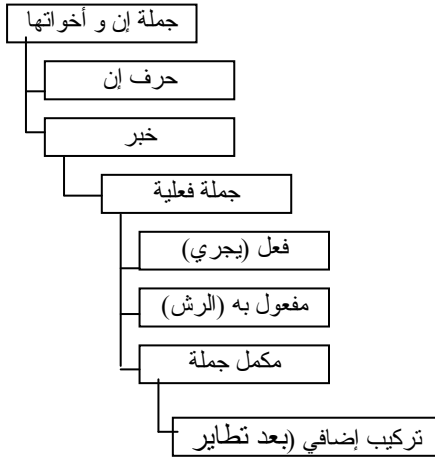 جملة إن و أخواتها
حرف إن
خبر
جملة فعلية
فعل (يجري)
مفعول به (الرش)
مكمل جملة
تركيب إضافي (بعد تطاير